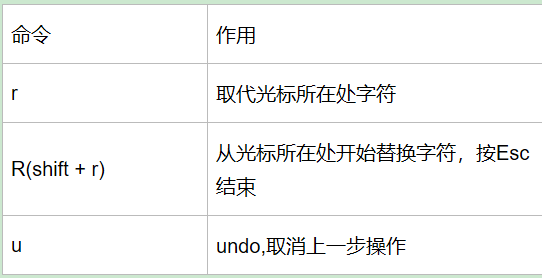 命令 作用
r 取代光标所在处字符
R(shift + r) 从光标所在处开始替换字符，按Esc
结束
u undo,取消上一步操作